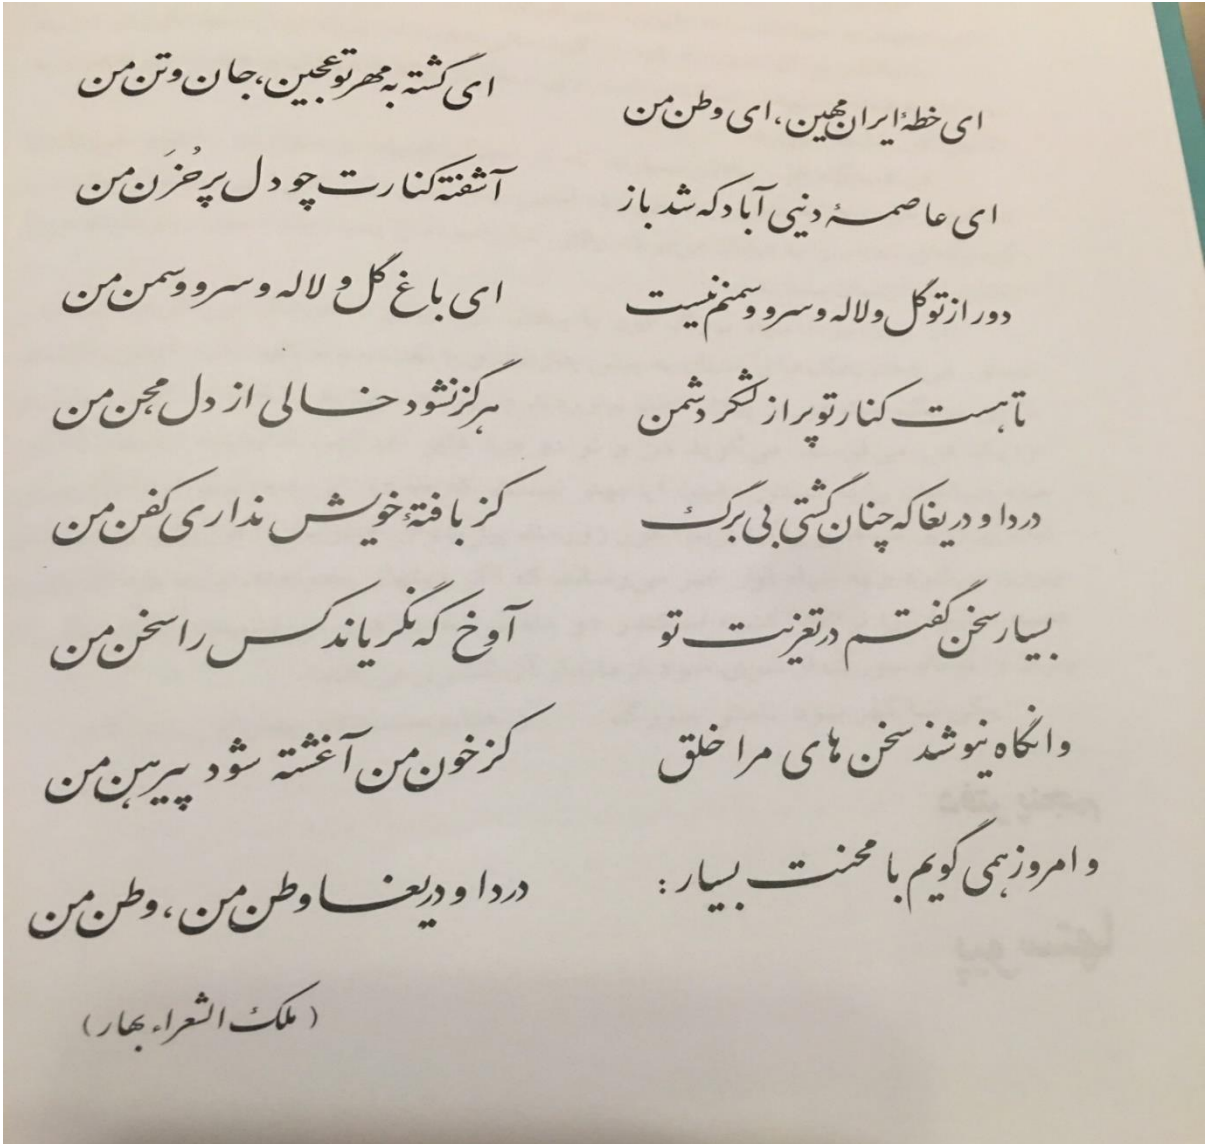 ای خطهٔ ایران مهین، ای وطن من ای گشته به مهر تو عجین، جان و تن من
ای عاصمهٔ دنیی آباد که شد باز آشفته کنارت چو دل پر حُزَن من
دور از تو گل و لاله و سرو و سمنم نیست ای باغ گل و لاله و سرو و سمن من
تا هست کنار تو پر از لشکر دشمن هرگز نشود خالی از دل محن من
دردا و دریغا که چنان گشتی بی برگ کز بافتهٔ خویش نداری کفن من
بسیار سخن گفتم در تعزیت تو آوخ که نگریاند کس را سخن من
وانگاه نیوشند سخن های مرا خلق کز خون من آغشته شود پیرهن من
و امروز همی گویم با محنت بسیار: دردا و دریغا وطن من، وطن من
(ملک الشعراء بهار)